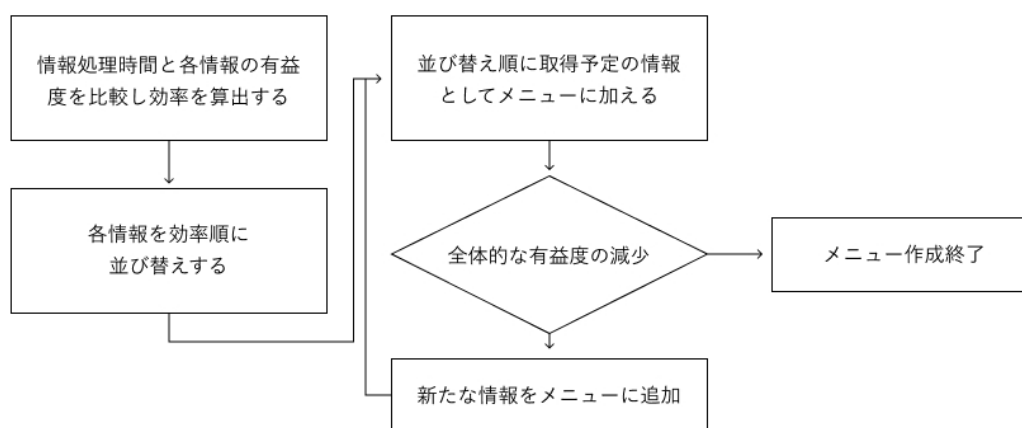 情報処理時間と各情報の有益
度を比較し効率を算出する
各情報を効率順に
並び替えする
並び替え順に取得予定の情報
としてメニューに加える
全体的な有益度の減少
メニュー作成終了
新たな情報をメニューに追加